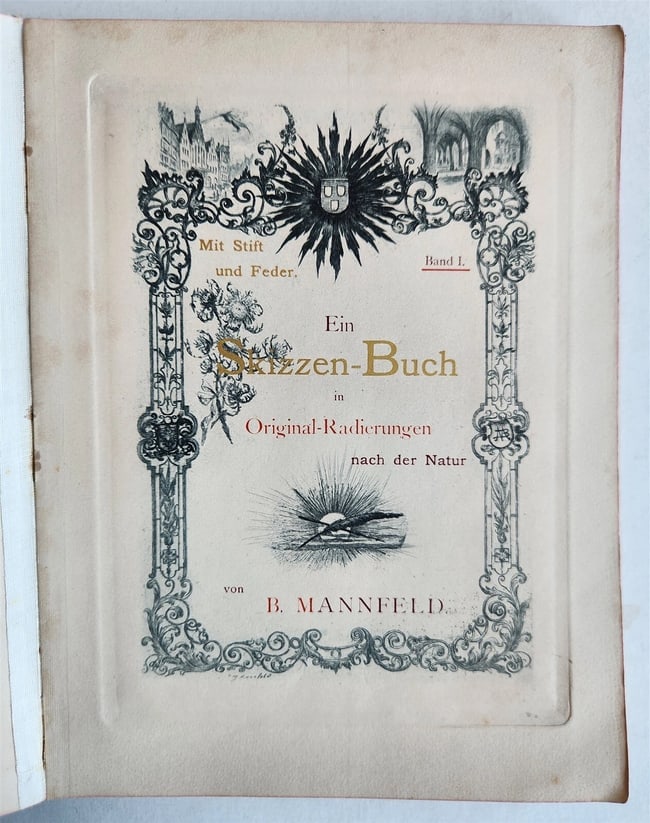 Mit Stift
und Feder.
Band I.
Ein
Skizzen-Buch
in
Original-Radierungen
nach der Natur
von
B. MANNFELD.